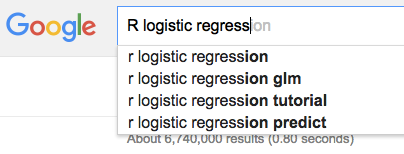 Google
R logistic regression
r logistic regression
r logistic regression glm
r logistic regression tutorial
r logistic regression predict
About 6,740,000 results (0.80 seconds)